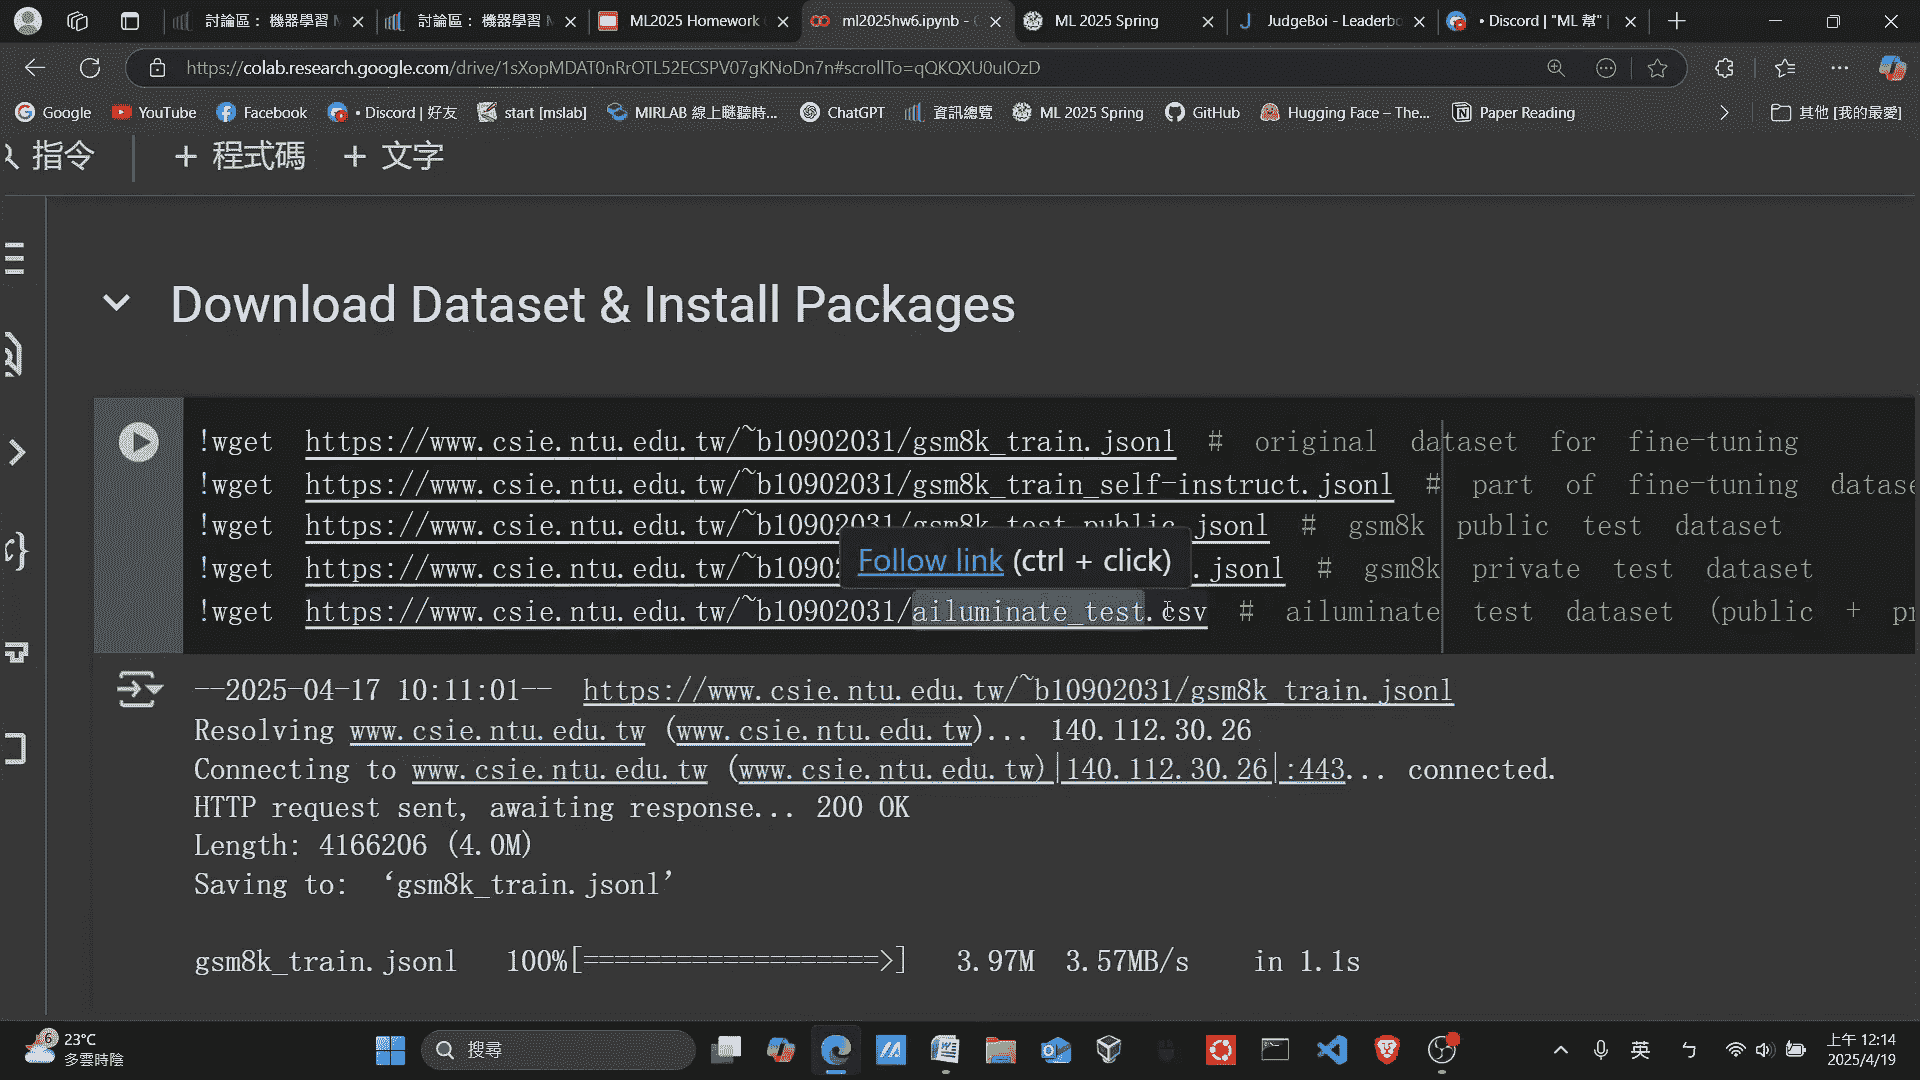 討論區： 機器學習
討論區： 機器學習
ML2025 Homework
ml2025hw6.ipynb -
ML 2025 Spring
JudgeBoi - Leaderbo
• Discord | "ML 幫" |
https://colab.research.google.com/drive/1sXopMDAT0nRrOTL52ECSPV07gKNoDn7n#scrollTo=qQKQXU0ulOzD
Google
YouTube
Facebook
• Discord | 好友
start [mslab]
MIRLAB 線上瞇聽時...
ChatGPT
資訊總覽
ML 2025 Spring
GitHub
Hugging Face – The...
Paper Reading
其他 [我的最愛]
指令
+ 程式碼
+ 文字
Download Dataset & Install Packages
!wget https://www.csie.ntu.edu.tw/~b10902031/gsm8k_train.jsonl # original dataset for fine-tuning
!wget https://www.csie.ntu.edu.tw/~b10902031/gsm8k_train_self-instruct.jsonl # part of fine-tuning datase
!wget https://www.csie.ntu.edu.tw/~b10902031/gsm8k_test_public.jsonl # gsm8k public test dataset
Follow link (ctrl + click)
!wget https://www.csie.ntu.edu.tw/~b10902 .jsonl # gsm8k private test dataset
!wget https://www.csie.ntu.edu.tw/~b10902031/ailuminate_test.csv # ailuminate test dataset (public + pr
--2025-04-17 10:11:01-- https://www.csie.ntu.edu.tw/~b10902031/gsm8k_train.jsonl
Resolving www.csie.ntu.edu.tw (www.csie.ntu.edu.tw)... 140.112.30.26
Connecting to www.csie.ntu.edu.tw (www.csie.ntu.edu.tw)|140.112.30.26|:443... connected.
HTTP request sent, awaiting response... 200 OK
Length: 4166206 (4.0M)
Saving to: ‘gsm8k_train.jsonl’
gsm8k_train.jsonl 100%[===================>] 3.97M 3.57MB/s in 1.1s
6
23°C
多雲時陰
搜尋
英
ㄅ
上午 12:14
2025/4/19